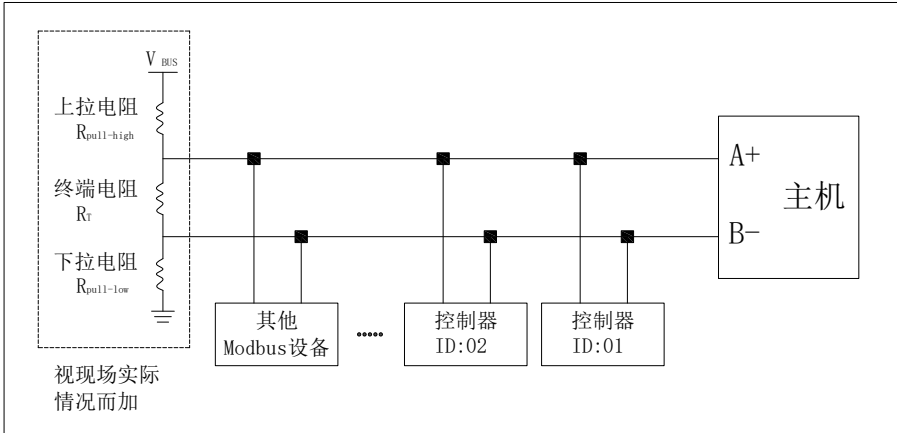 V BUS
上拉电阻
Rpull-high
终端电阻
RT
下拉电阻
Rpull-low
视现场实际
情况而加
其他
Modbus设备
控制器
ID:02
控制器
ID:01
A+
B-
主机